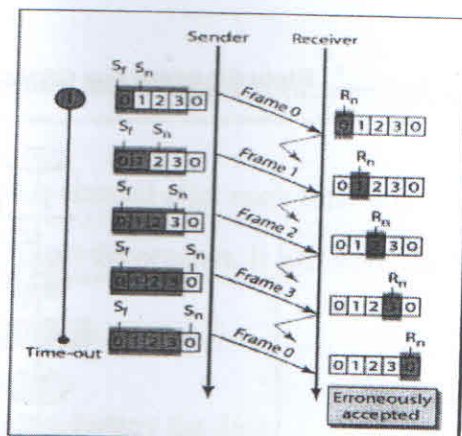 Sender Receiver
Sf Sn
0 1 2 3 0
Frame 0
Rn
0 1 2 3 0
Sf Sn
0 1 2 3 0
Frame 1
Rn
0 1 2 3 0
Sf Sn
0 1 2 3 0
Frame 2
Rn
0 1 2 3 0
Sf Sn
0 1 2 3 0
Frame 3
Rn
0 1 2 3 0
Sf Sn
0 1 2 3 0
Frame 0
Rn
0 1 2 3 0
Time-out
Erroneously
accepted